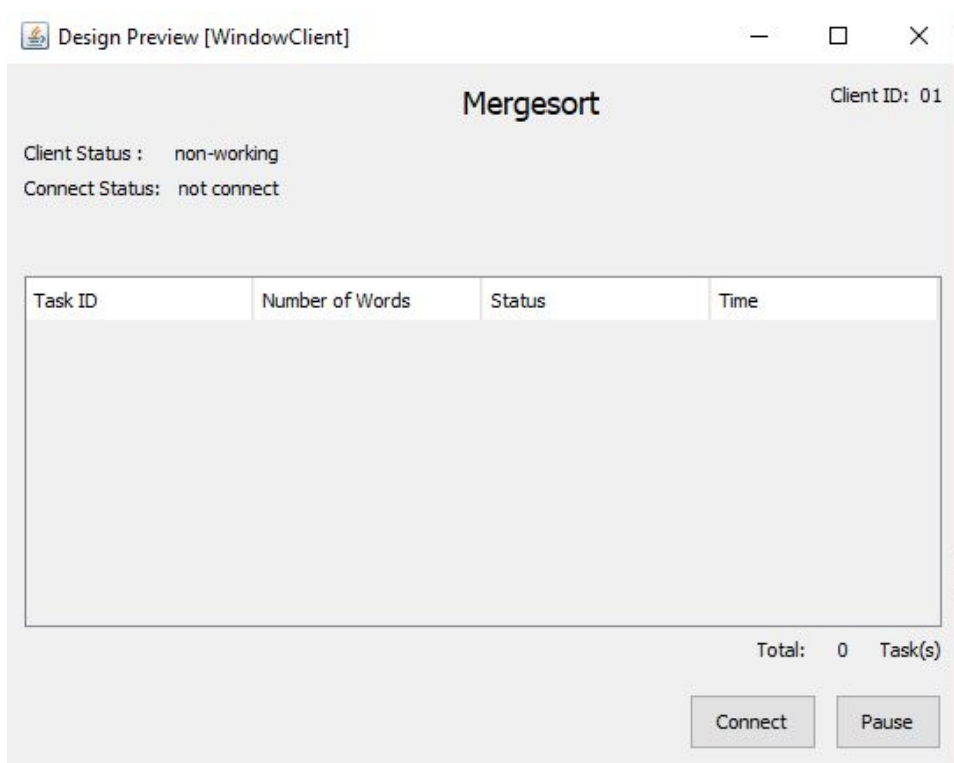 Design Preview [WindowClient]
Mergesort
Client ID: 01
Client Status : non-working
Connect Status: not connect
Task ID Number of Words Status Time
Total: 0 Task(s)
Connect Pause